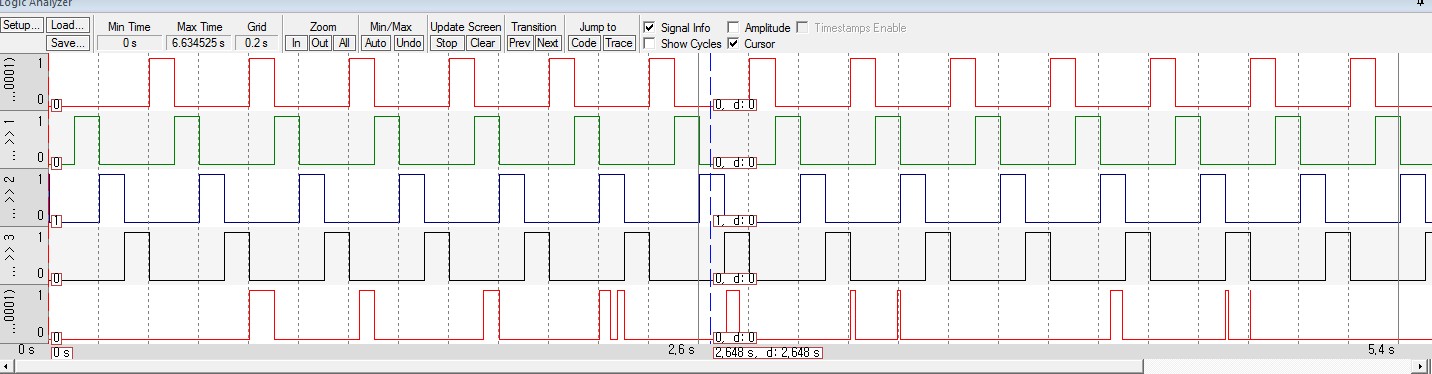 Logic Analyzer
Setup... Load... Min Time Max Time Grid Zoom Min/Max Update Screen Transition Jump to Signal Info Amplitude Timestamps Enable
Save... 0 s 6.634525 s 0.2 s In Out All Auto Undo Stop Clear Prev Next Code Trace Show Cycles Cursor
...0001) 1
0 0 0, d: 0
... >> 1 1
0 0 0, d: 0
... >> 2 1
0 1 1, d: 0
... >> 3 1
0 0 0, d: 0
...0001) 1
0 0 0, d: 0
0 s 0 s 2,6 s 2,648 s, d: 2,648 s 5,4 s